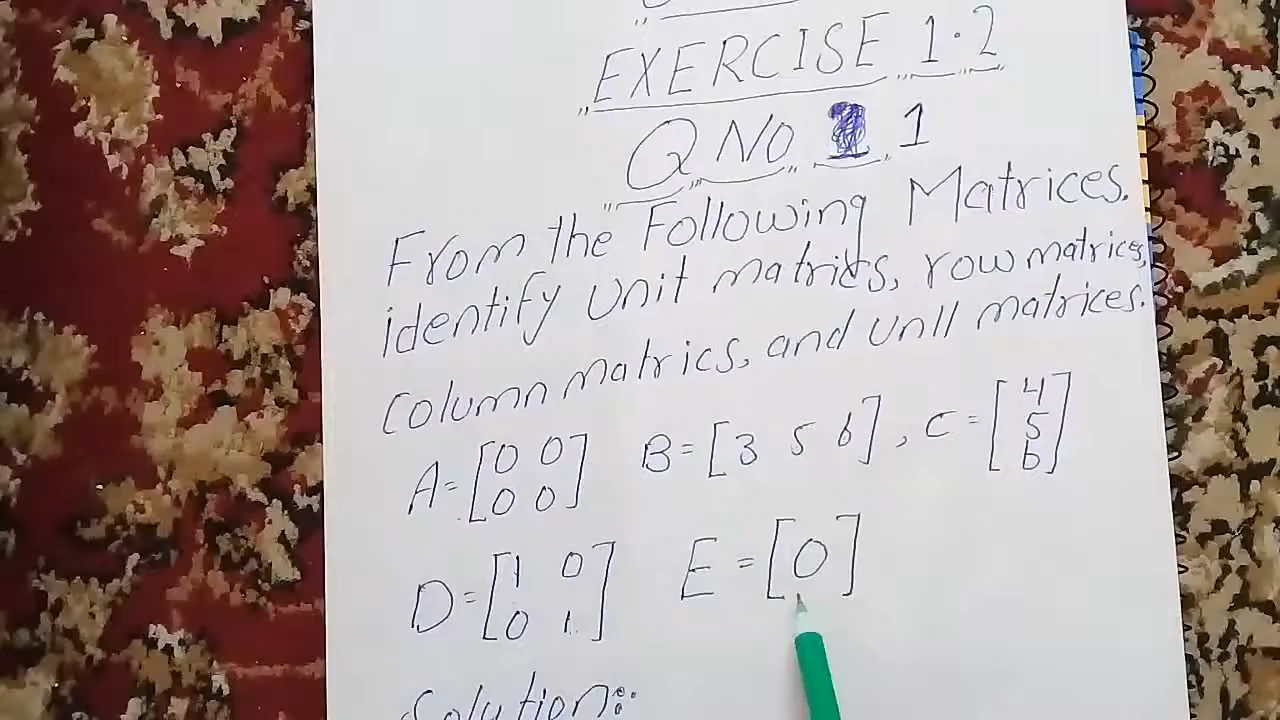 EXERCISE 1.2
Q No 1
From the Following Matrices.
identify unit matrics, row matrices,
Column matrics, and unll matrices.
A=[0 0 B=[3 5 6], C=[4
0 0] 5
6]
D=[1 0 E=[0]
0 1]
Solution: